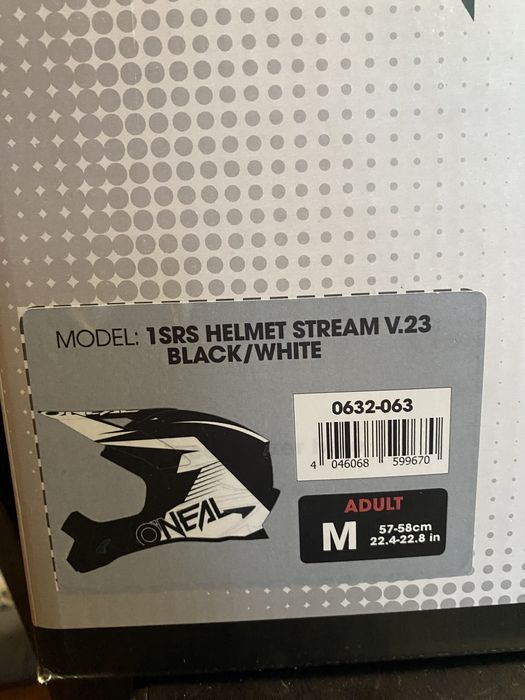 MODEL: 1SRS HELMET STREAM V.23
BLACK/WHITE
0632-063
4 046068 599670
O'NEAL
ADULT
M
57-58cm
22.4-22.8 in